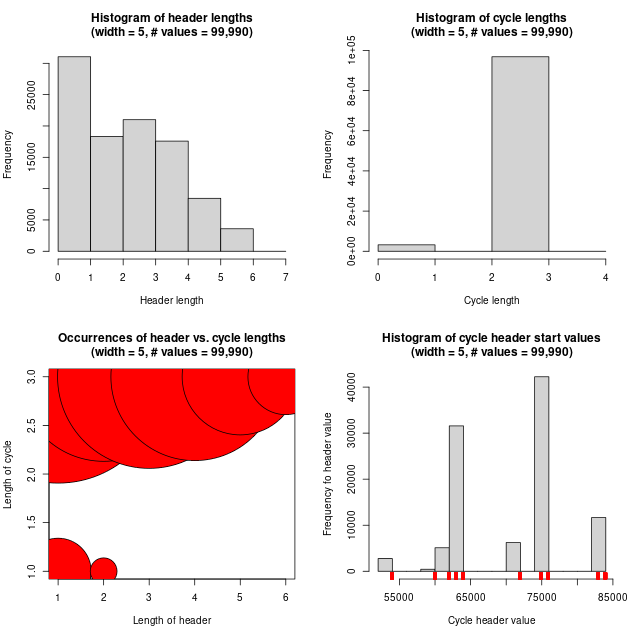 Histogram of header lengths
(width = 5, # values = 99,990)
Frequency
0 5000 15000 25000
0 1 2 3 4 5 6 7
Header length
Histogram of cycle lengths
(width = 5, # values = 99,990)
Frequency
0e+00 2e+04 4e+04 6e+04 8e+04 1e+05
0 1 2 3 4
Cycle length
Occurrences of header vs. cycle lengths
(width = 5, # values = 99,990)
Length of cycle
1.0 1.5 2.0 2.5 3.0
1 2 3 4 5 6
Length of header
Histogram of cycle header start values
(width = 5, # values = 99,990)
Frequency fo header value
0 10000 20000 30000 40000
55000 65000 75000 85000
Cycle header value